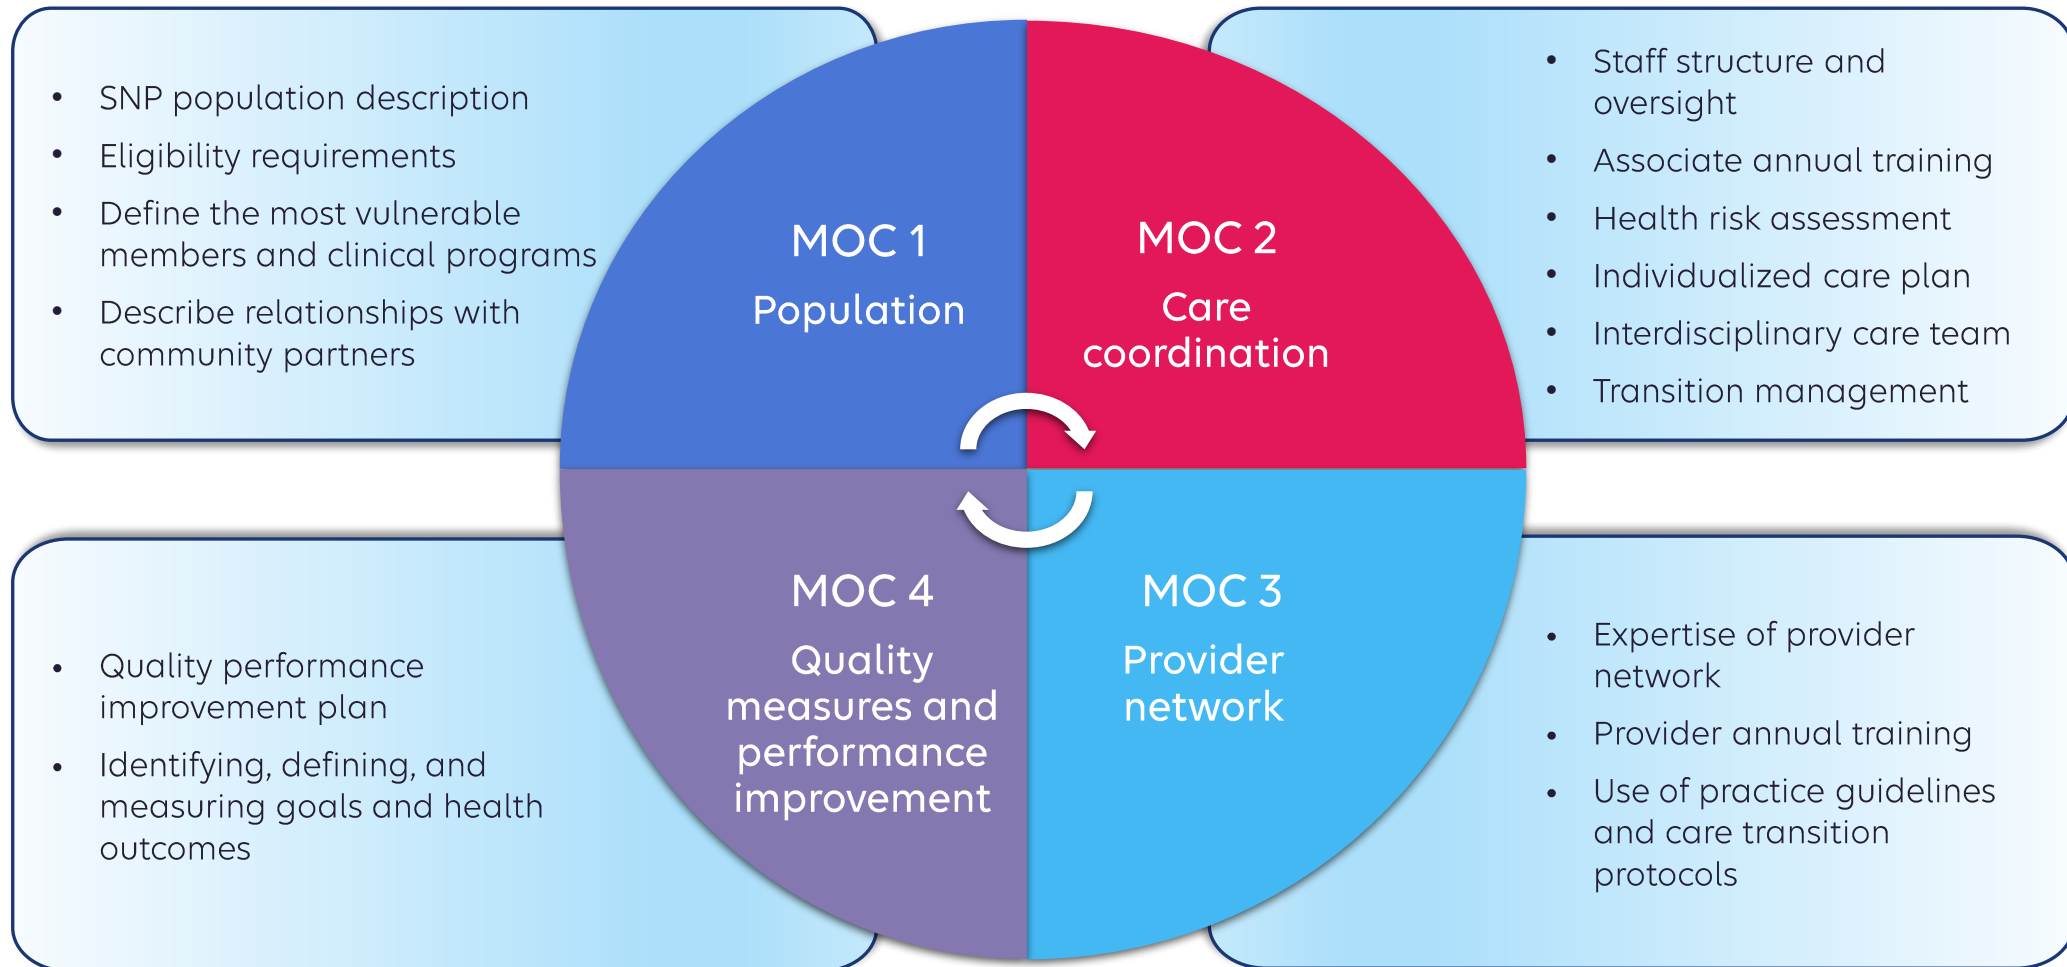 • SNP population description
• Eligibility requirements
• Define the most vulnerable
members and clinical programs
• Describe relationships with
community partners
MOC 1
Population
MOC 2
Care
coordination
• Staff structure and
oversight
• Associate annual training
• Health risk assessment
• Individualized care plan
• Interdisciplinary care team
• Transition management
• Quality performance
improvement plan
• Identifying, defining, and
measuring goals and health
outcomes
MOC 4
Quality
measures and
performance
improvement
MOC 3
Provider
network
• Expertise of provider
network
• Provider annual training
• Use of practice guidelines
and care transition
protocols